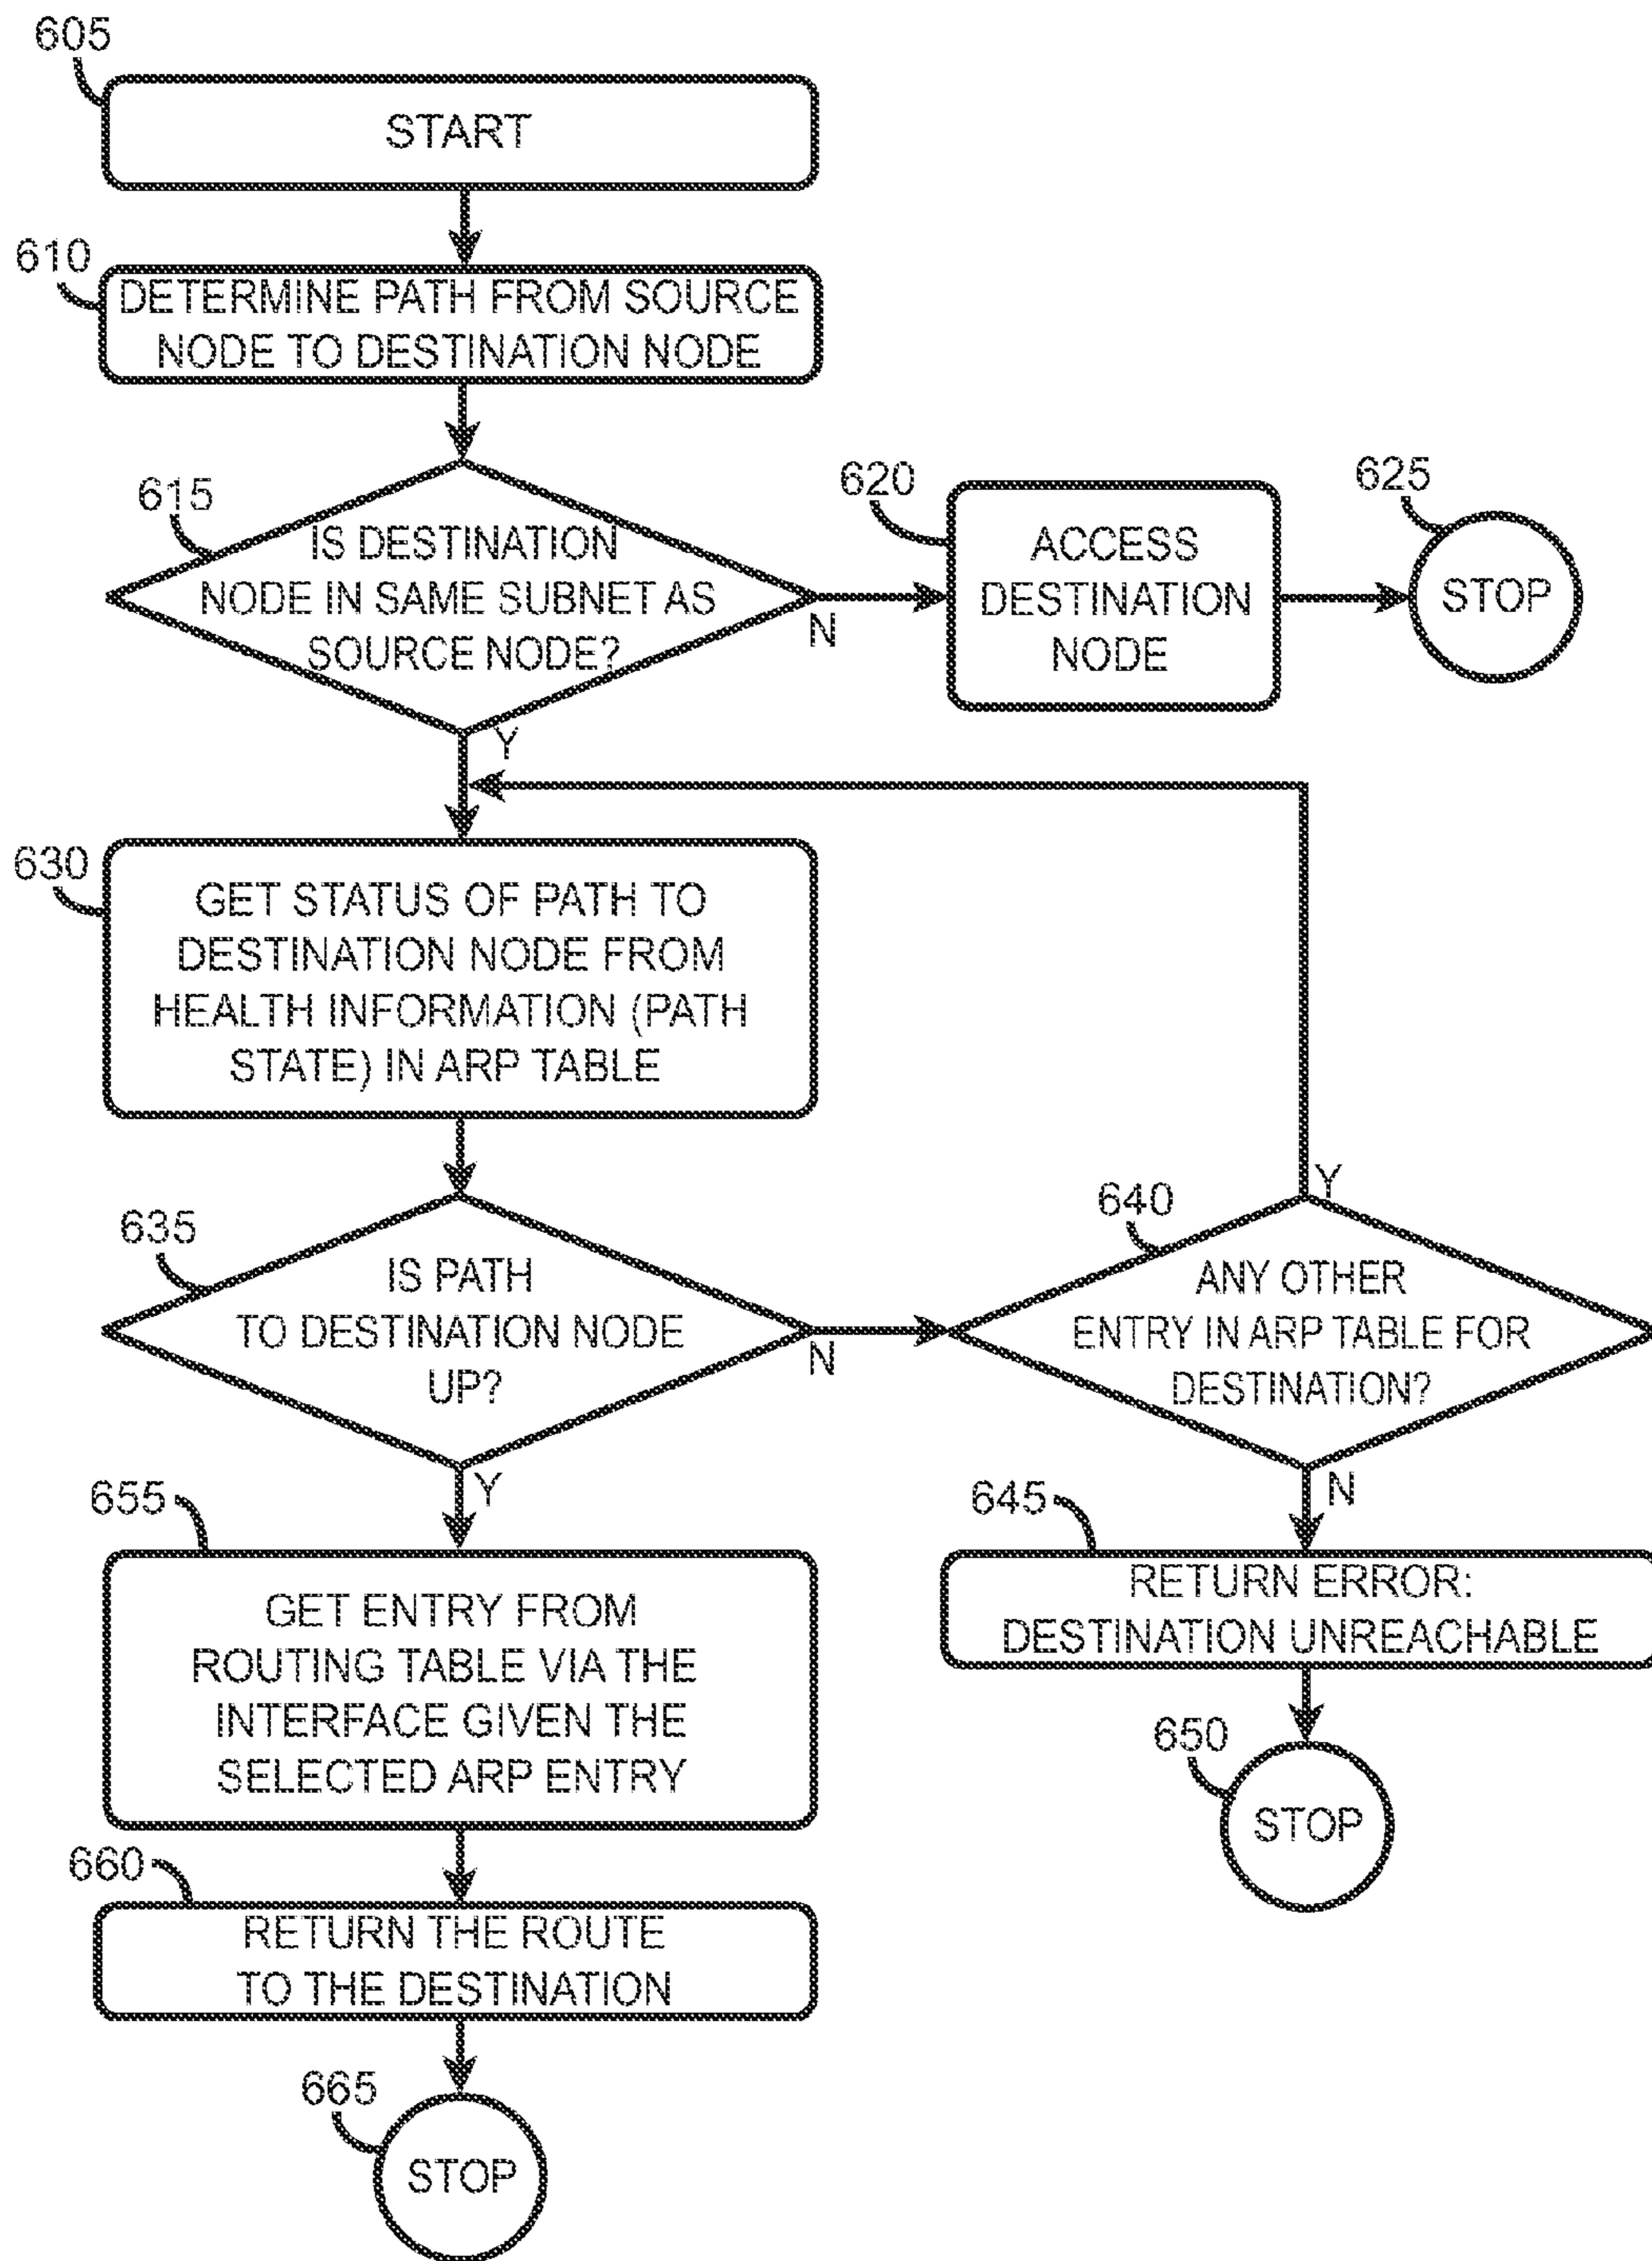 605
START
610
DETERMINE PATH FROM SOURCE
NODE TO DESTINATION NODE
615
IS DESTINATION
NODE IN SAME SUBNET AS
SOURCE NODE?
N
Y
620
ACCESS
DESTINATION
NODE
625
STOP
630
GET STATUS OF PATH TO
DESTINATION NODE FROM
HEALTH INFORMATION (PATH
STATE) IN ARP TABLE
635
IS PATH
TO DESTINATION NODE
UP?
N
Y
640
ANY OTHER
ENTRY IN ARP TABLE FOR
DESTINATION?
Y
N
645
RETURN ERROR:
DESTINATION UNREACHABLE
650
STOP
655
GET ENTRY FROM
ROUTING TABLE VIA THE
INTERFACE GIVEN THE
SELECTED ARP ENTRY
660
RETURN THE ROUTE
TO THE DESTINATION
665
STOP